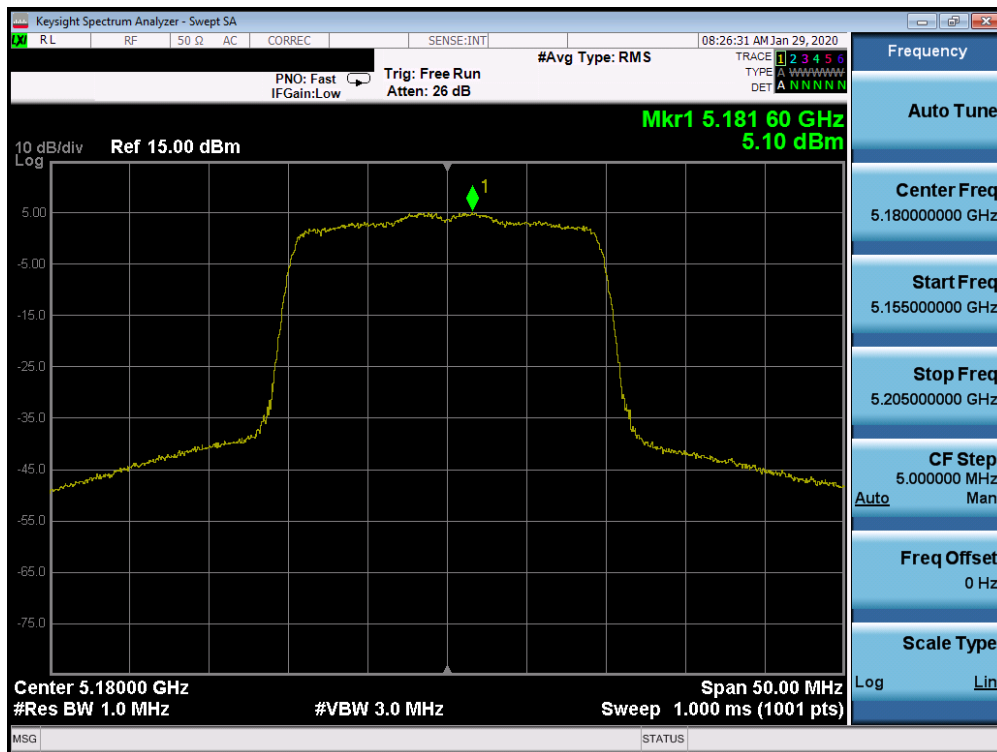 Keysight Spectrum Analyzer - Swept SA
LXI RL RF 50 Ω AC CORREC SENSE:INT 08:26:31 AM Jan 29, 2020
#Avg Type: RMS
TRACE 1 2 3 4 5 6
PNO: Fast Trig: Free Run
TYPE A WWWWW
IFGain:Low Atten: 26 dB
DET A N N N N N
Mkr1 5.181 60 GHz
5.10 dBm
10 dB/div Ref 15.00 dBm
Log
1
5.00
-5.00
-15.0
-25.0
-35.0
-45.0
-55.0
-65.0
-75.0
Center 5.18000 GHz Span 50.00 MHz
#Res BW 1.0 MHz #VBW 3.0 MHz Sweep 1.000 ms (1001 pts)
MSG STATUS
Frequency
Auto Tune
Center Freq
5.180000000 GHz
Start Freq
5.155000000 GHz
Stop Freq
5.205000000 GHz
CF Step
5.000000 MHz
Auto Man
Freq Offset
0 Hz
Scale Type
Log Lin